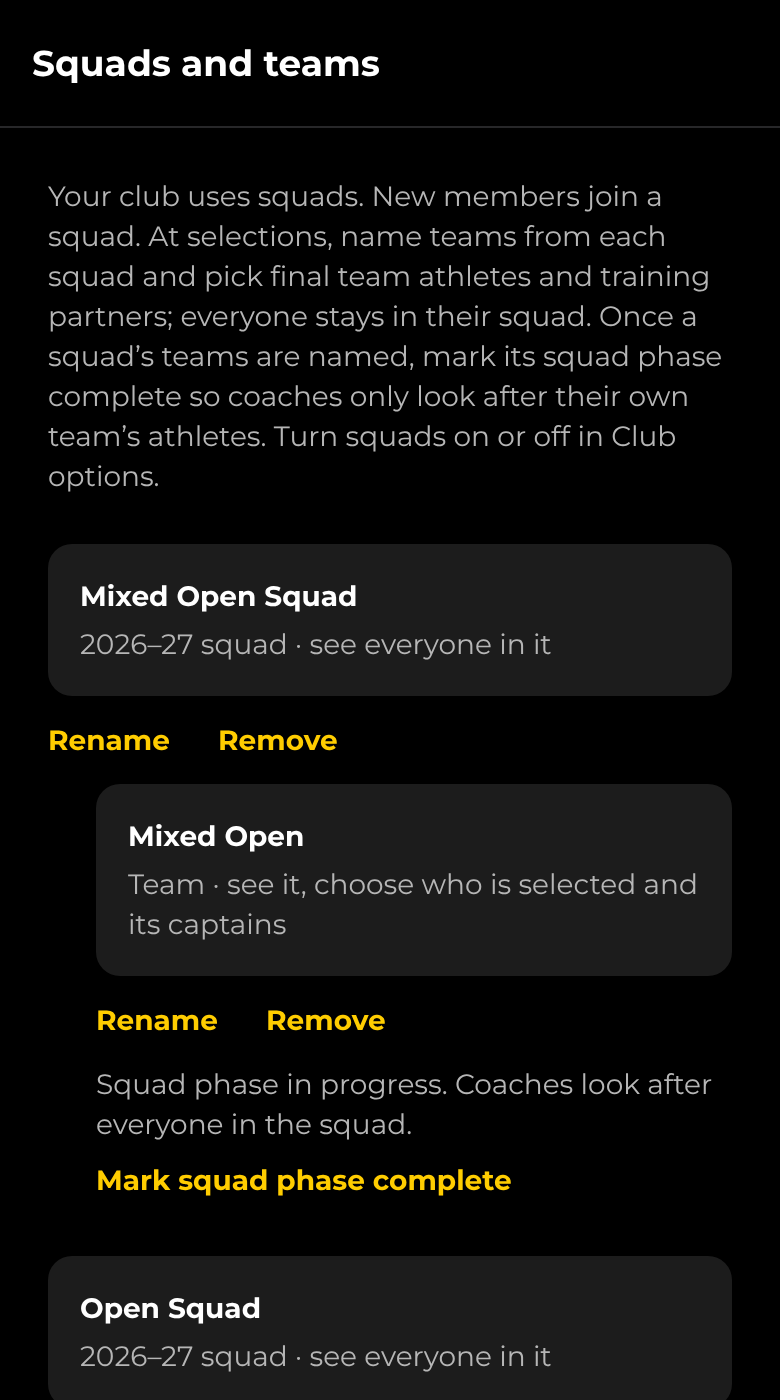 Squads and teams
Your club uses squads. New members join a
squad. At selections, name teams from each
squad and pick final team athletes and training
partners; everyone stays in their squad. Once a
squad’s teams are named, mark its squad phase
complete so coaches only look after their own
team’s athletes. Turn squads on or off in Club
options.
Mixed Open Squad
2026–27 squad · see everyone in it
Rename Remove
Mixed Open
Team · see it, choose who is selected and
its captains
Rename Remove
Squad phase in progress. Coaches look after
everyone in the squad.
Mark squad phase complete
Open Squad
2026–27 squad · see everyone in it